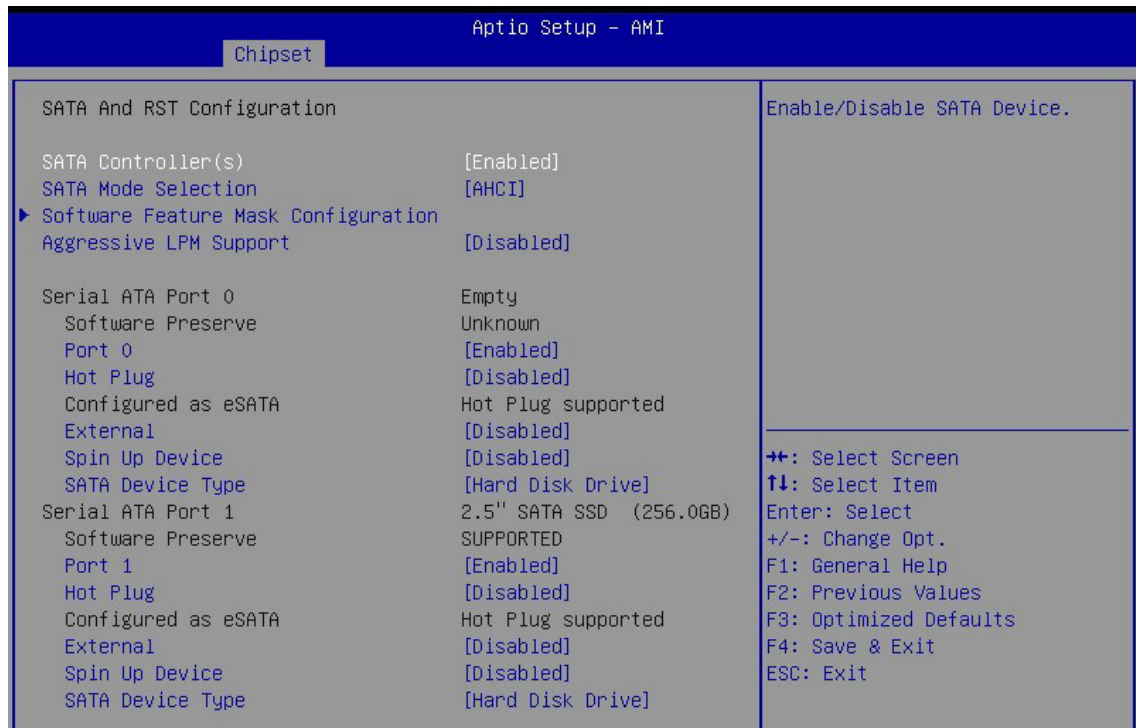 Aptio Setup – AMI
Chipset
SATA And RST Configuration
SATA Controller(s) [Enabled]
SATA Mode Selection [AHCI]
▶ Software Feature Mask Configuration
Aggressive LPM Support [Disabled]
Serial ATA Port 0 Empty
Software Preserve Unknown
Port 0 [Enabled]
Hot Plug [Disabled]
Configured as eSATA Hot Plug supported
External [Disabled]
Spin Up Device [Disabled]
SATA Device Type [Hard Disk Drive]
Serial ATA Port 1 2.5" SATA SSD (256.0GB)
Software Preserve SUPPORTED
Port 1 [Enabled]
Hot Plug [Disabled]
Configured as eSATA Hot Plug supported
External [Disabled]
Spin Up Device [Disabled]
SATA Device Type [Hard Disk Drive]
Enable/Disable SATA Device.
→←: Select Screen
↑↓: Select Item
Enter: Select
+/-: Change Opt.
F1: General Help
F2: Previous Values
F3: Optimized Defaults
F4: Save & Exit
ESC: Exit